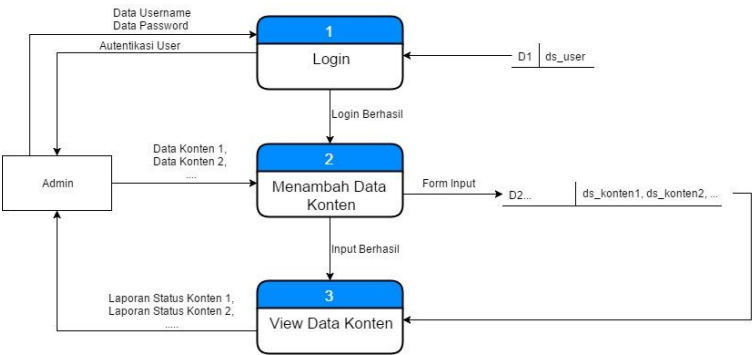 Data Username
Data Password
Autentikasi User
1
Login
D1
ds_user
Login Berhasil
Data Konten 1,
Data Konten 2,
....
Admin
2
Menambah Data
Konten
Form Input
D2...
ds_konten1, ds_konten2, ...
Input Berhasil
Laporan Status Konten 1,
Laporan Status Konten 2,
.....
3
View Data Konten